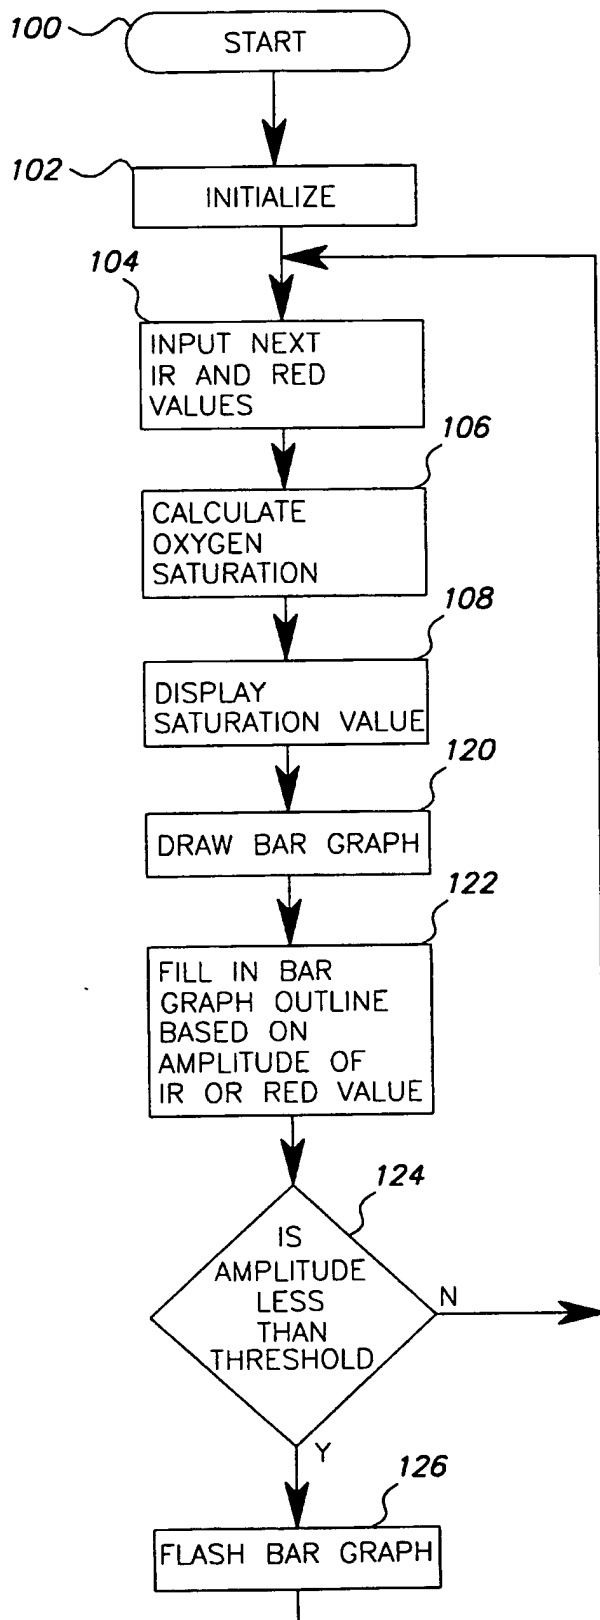 100
START
102
INITIALIZE
104
INPUT NEXT
IR AND RED
VALUES
106
CALCULATE
OXYGEN
SATURATION
108
DISPLAY
SATURATION VALUE
120
DRAW BAR GRAPH
122
FILL IN BAR
GRAPH OUTLINE
BASED ON
AMPLITUDE OF
IR OR RED VALUE
124
IS
AMPLITUDE
LESS
THAN
THRESHOLD
N
Y
126
FLASH BAR GRAPH